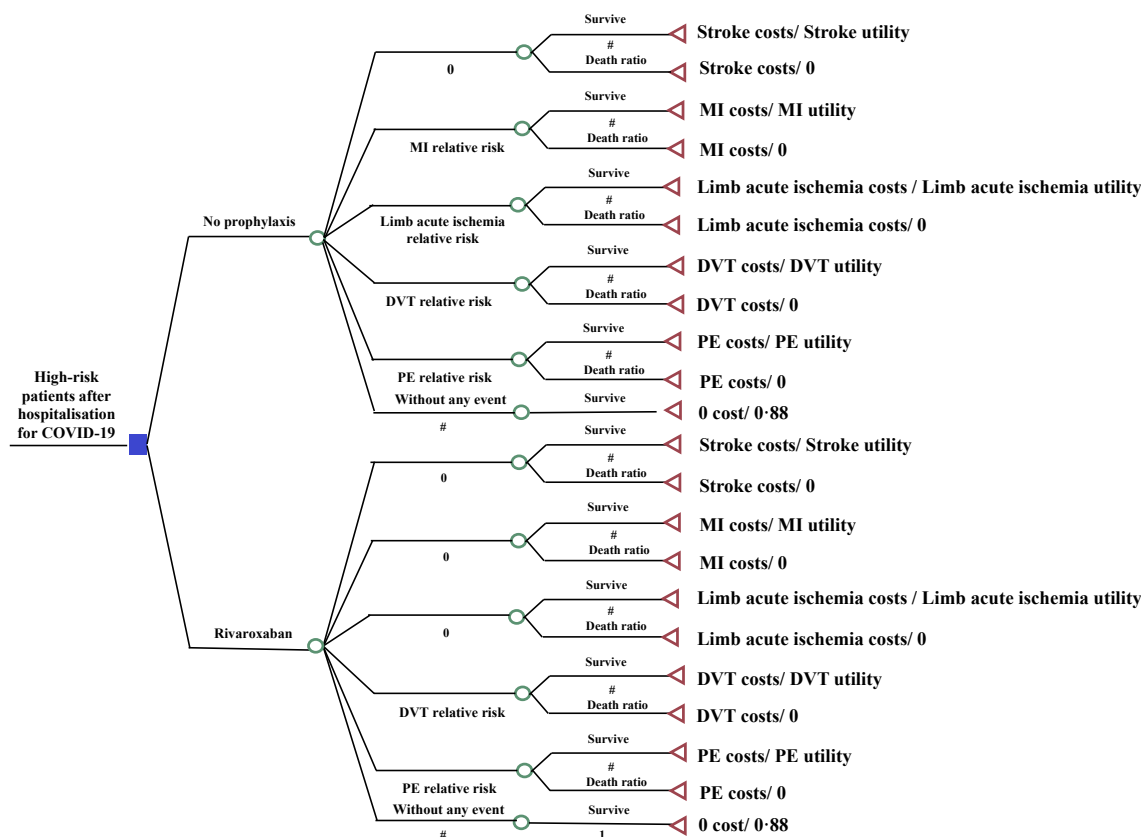 Survive
Stroke costs/ Stroke utility
#
Death ratio
0
Stroke costs/ 0
Survive
MI costs/ MI utility
#
Death ratio
MI relative risk
MI costs/ 0
Survive
Limb acute ischemia costs / Limb acute ischemia utility
#
Death ratio
No prophylaxis
Limb acute ischemia
relative risk
Limb acute ischemia costs/ 0
Survive
DVT costs/ DVT utility
#
Death ratio
DVT relative risk
DVT costs/ 0
Survive
PE costs/ PE utility
#
Death ratio
PE relative risk
PE costs/ 0
High-risk
patients after
hospitalisation
for COVID-19
Without any event
Survive
#
0 cost/ 0·88
Survive
Stroke costs/ Stroke utility
#
Death ratio
0
Stroke costs/ 0
Survive
MI costs/ MI utility
#
Death ratio
0
MI costs/ 0
Survive
Limb acute ischemia costs / Limb acute ischemia utility
#
Death ratio
Rivaroxaban
0
Limb acute ischemia costs/ 0
Survive
DVT costs/ DVT utility
#
Death ratio
DVT relative risk
DVT costs/ 0
Survive
PE costs/ PE utility
#
Death ratio
PE relative risk
PE costs/ 0
Without any event
Survive
#
1
0 cost/ 0·88